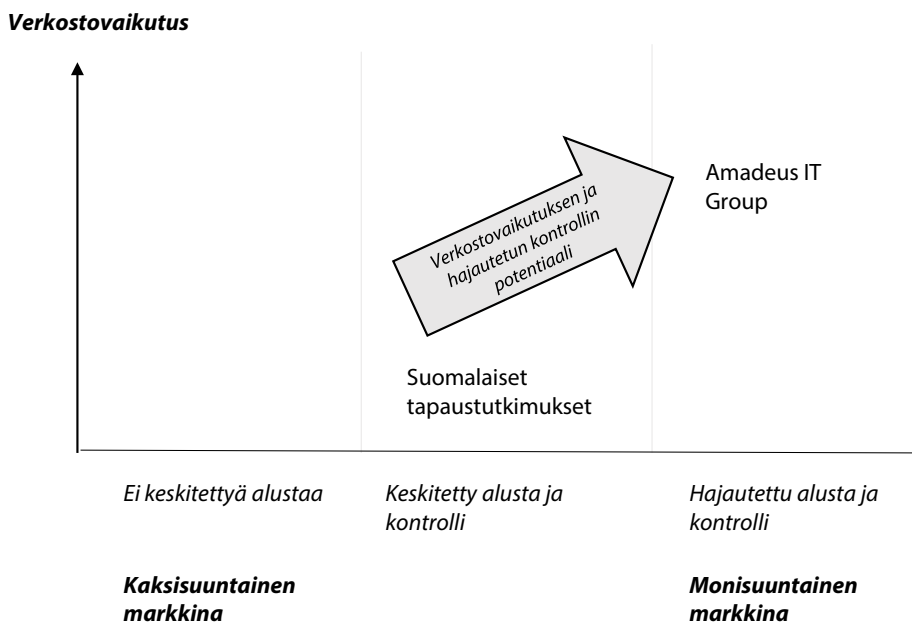 Verkostovaikutus
Amadeus IT
Group
Verkostovaikutuksen ja
hajautetun kontrollin
potentiaali
Suomalaiset
tapaustutkimukset
Ei keskitettyä alustaa
Keskitetty alusta ja
kontrolli
Hajautettu alusta ja
kontrolli
Kaksisuuntainen
markkina
Monisuuntainen
markkina